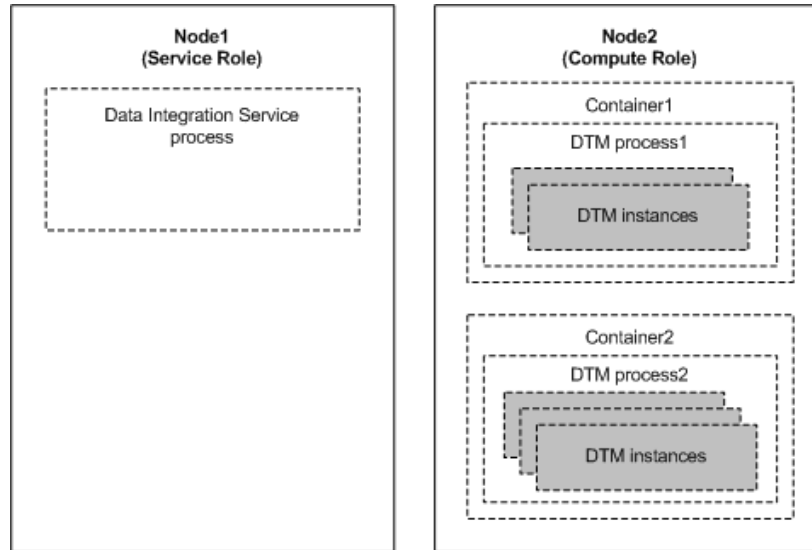 Node1
(Service Role)
Data Integration Service
process
Node2
(Compute Role)
Container1
DTM process1
DTM instances
Container2
DTM process2
DTM instances